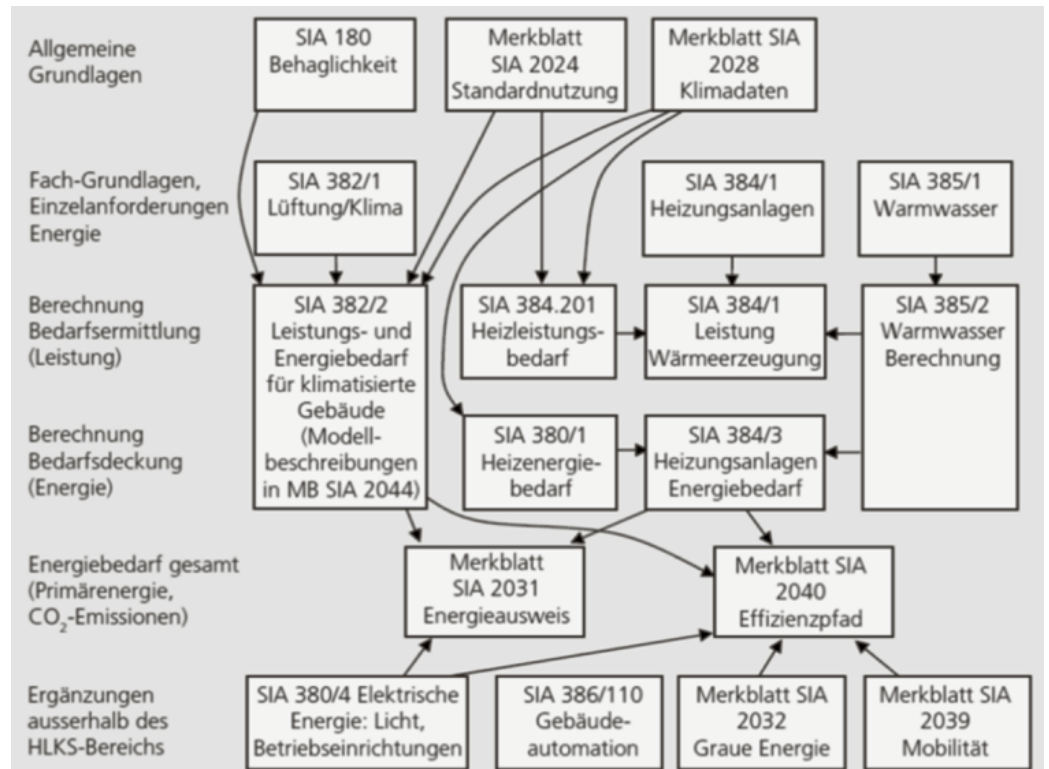 Allgemeine
Grundlagen
SIA 180
Behaglichkeit
Merkblatt
SIA 2024
Standardnutzung
Merkblatt SIA
2028
Klimadaten
Fach-Grundlagen,
Einzelanforderungen
Energie
SIA 382/1
Lüftung/Klima
SIA 384/1
Heizungsanlagen
SIA 385/1
Warmwasser
Berechnung
Bedarfsermittlung
(Leistung)
SIA 382/2
Leistungs- und
Energiebedarf
für klimatisierte
Gebäude
(Modell-
beschreibungen
in MB SIA 2044)
SIA 384.201
Heizleistungs-
bedarf
SIA 384/1
Leistung
Wärmeerzeugung
SIA 385/2
Warmwasser
Berechnung
Berechnung
Bedarfsdeckung
(Energie)
SIA 380/1
Heizenergie-
bedarf
SIA 384/3
Heizungsanlagen
Energiebedarf
Energiebedarf gesamt
(Primärenergie,
CO₂-Emissionen)
Merkblatt
SIA 2031
Energieausweis
Merkblatt SIA
2040
Effizienzpfad
Ergänzungen
ausserhalb des
HLKS-Bereichs
SIA 380/4 Elektrische
Energie: Licht,
Betriebseinrichtungen
SIA 386/110
Gebäude-
automation
Merkblatt SIA
2032
Graue Energie
Merkblatt SIA
2039
Mobilität